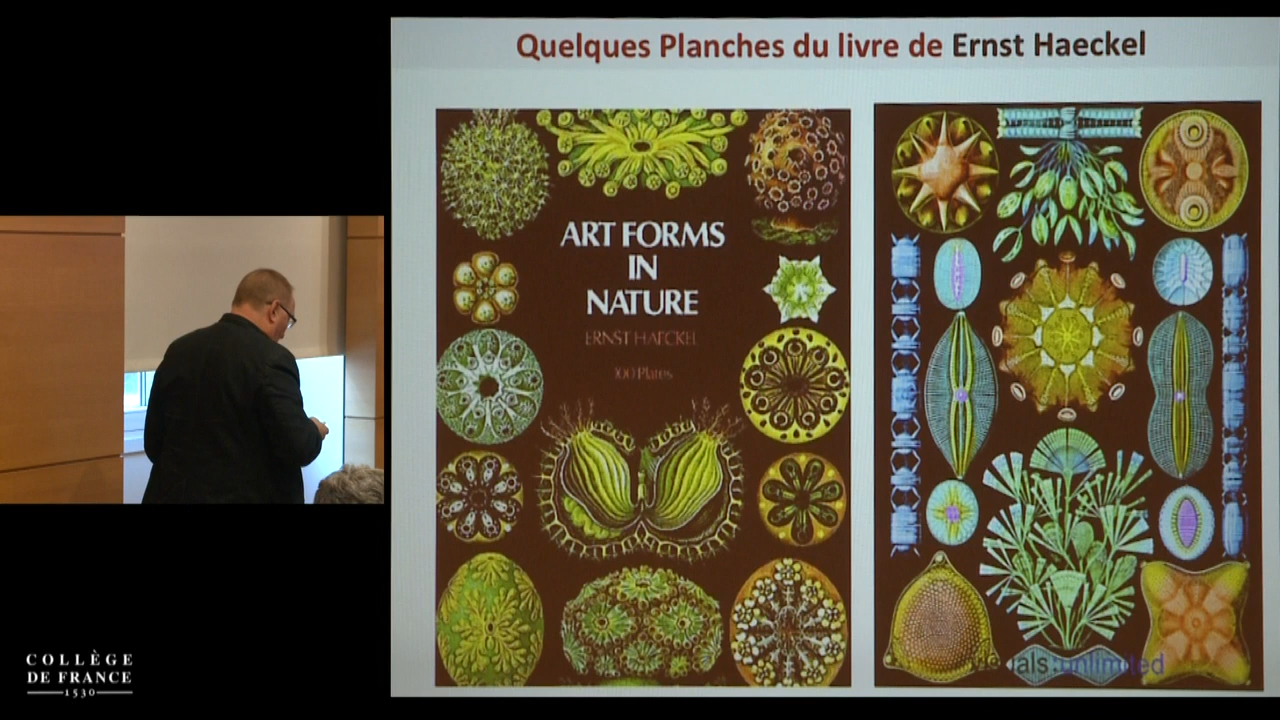 Quelques Planches du livre de Ernst Haeckel
ART FORMS
IN
NATURE
ERNST HAECKEL
100 Plates
unlimited
COLLÈGE
DE FRANCE
1530